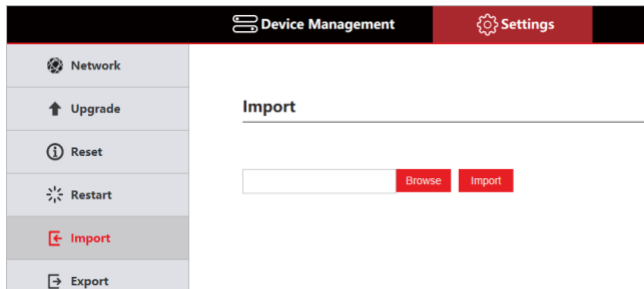 Device Management
Settings
Network
Upgrade
Reset
Restart
Import
Export
Import
Browse
Import